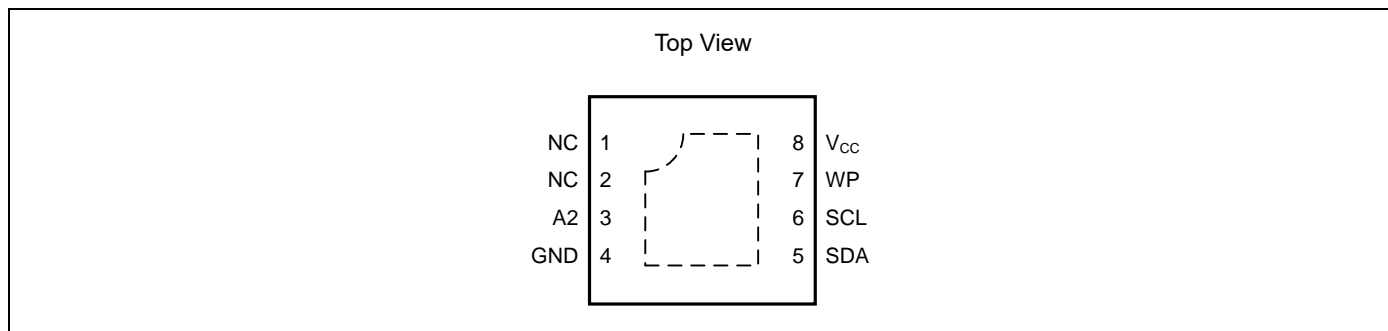 Top View
NC 1 8 VCC
NC 2 7 WP
A2 3 6 SCL
GND 4 5 SDA